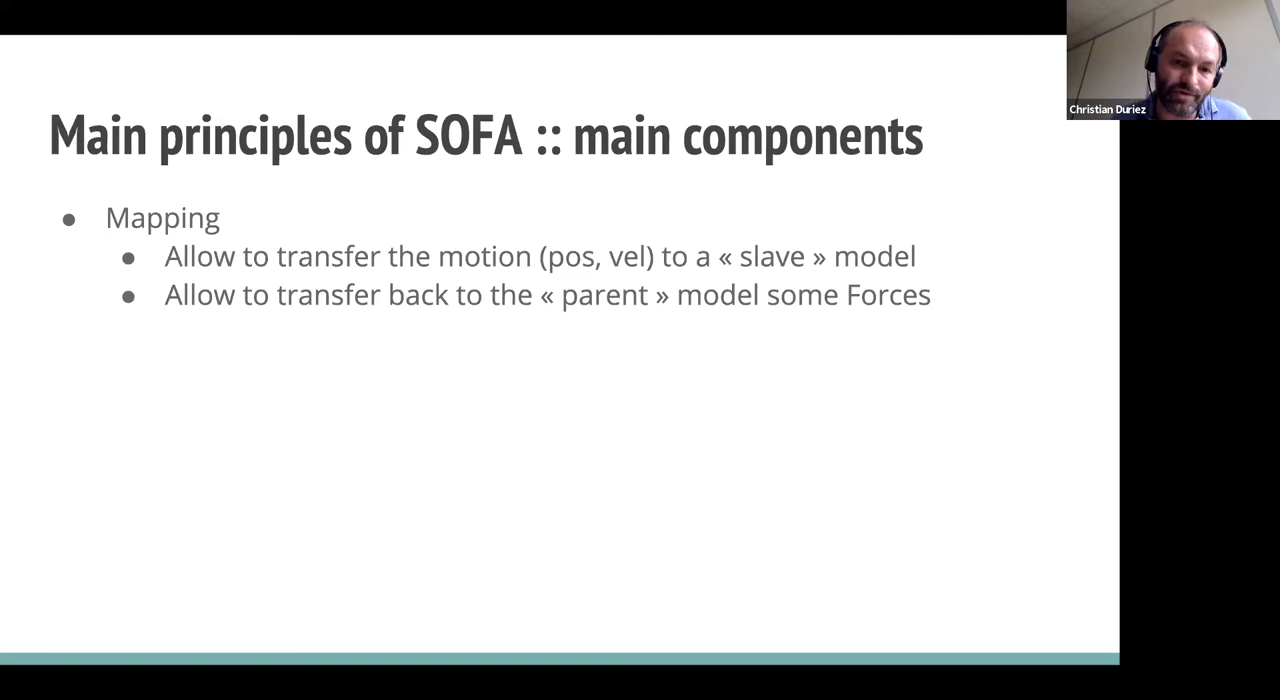 Main principles of SOFA :: main components
● Mapping
● Allow to transfer the motion (pos, vel) to a « slave » model
● Allow to transfer back to the « parent » model some Forces
Christian Duriez